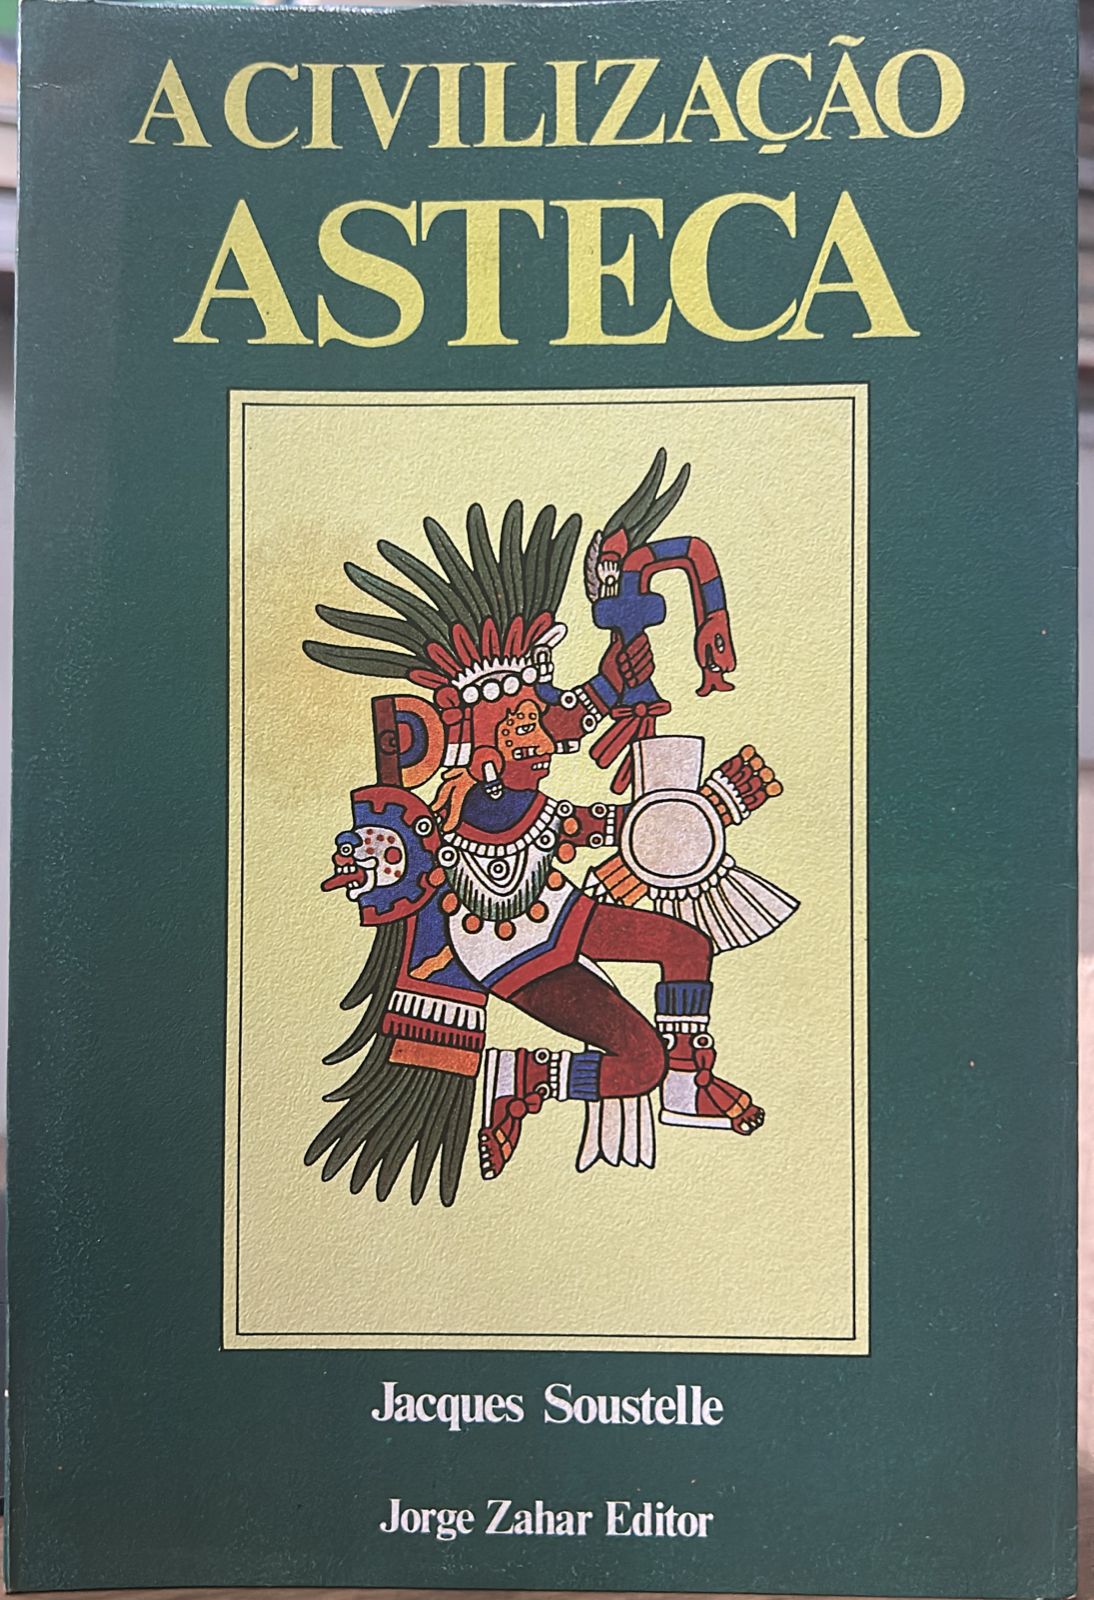 A CIVILIZAÇÃO
ASTECA
Jacques Soustelle
Jorge Zahar Editor